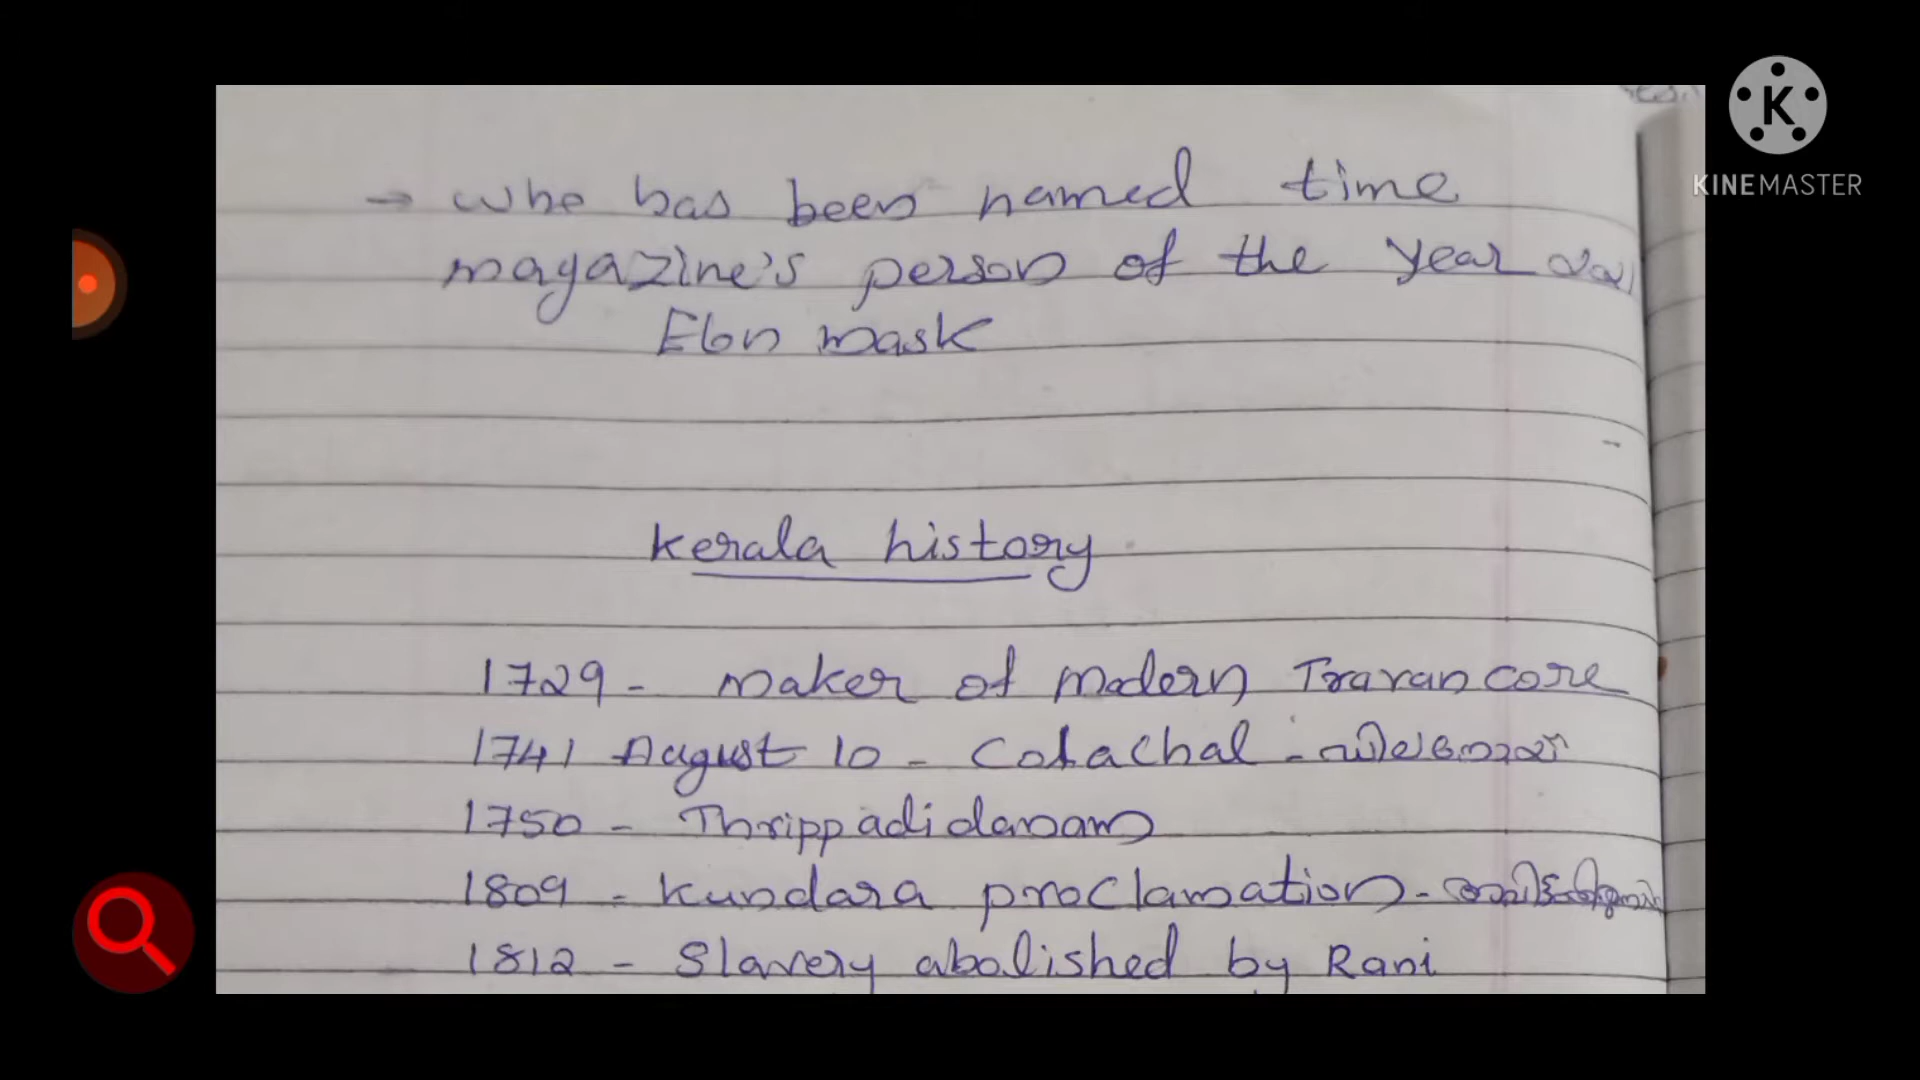 → who has been named time
magazine's person of the year
Elon mask
Kerala history
1729 - maker of modern Travancore
1741 August 10 - Colachal -
1750 - Thrippadidanam
1809 - Kundara proclamation -
1812 - Slavery abolished by Rani
K
KINEMASTER